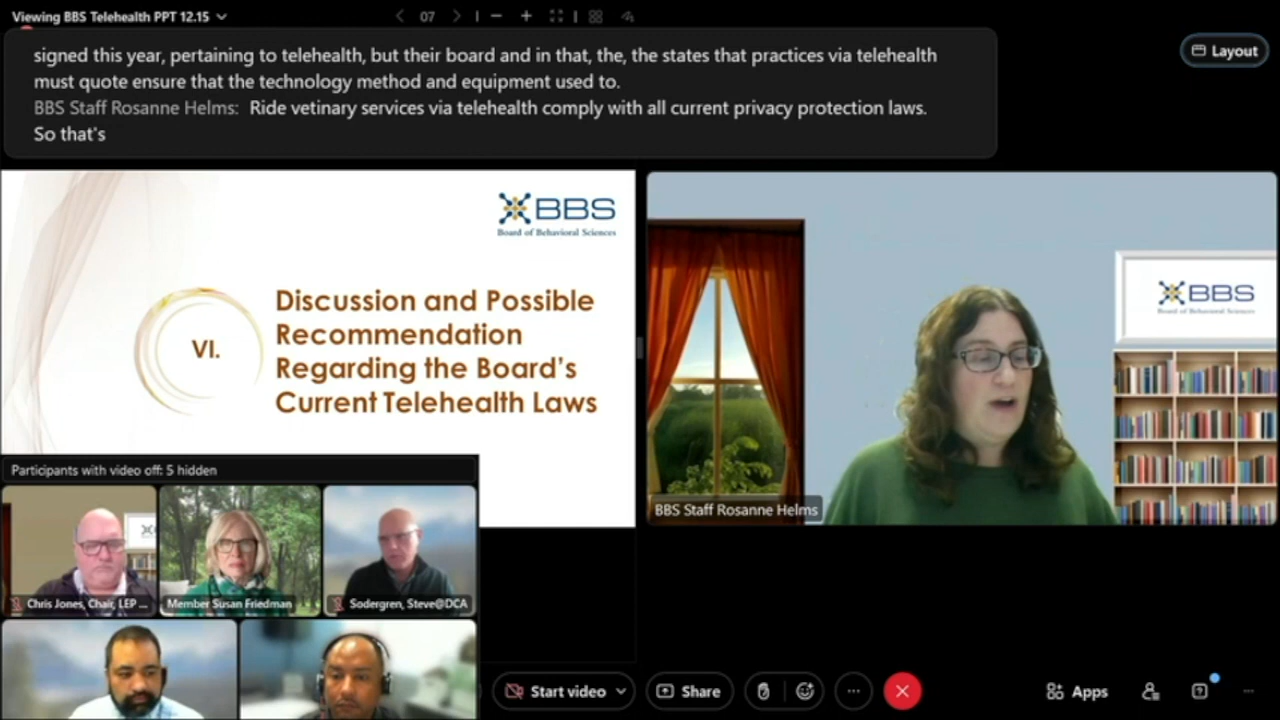 Viewing BBS Telehealth PPT 12.15
07
signed this year, pertaining to telehealth, but their board and in that, the, the states that practices via telehealth
must quote ensure that the technology method and equipment used to.
BBS Staff Rosanne Helms: Ride vetinary services via telehealth comply with all current privacy protection laws.
So that's
Layout
BBS
Board of Behavioral Sciences
VI.
Discussion and Possible
Recommendation
Regarding the Board's
Current Telehealth Laws
BBS
Board of Behavioral Sciences
BBS Staff Rosanne Helms
Participants with video off: 5 hidden
Chris Jones, Chair, LEP ...
Member Susan Friedman
Sodergren, Steve@DCA
Start video
Share
Apps